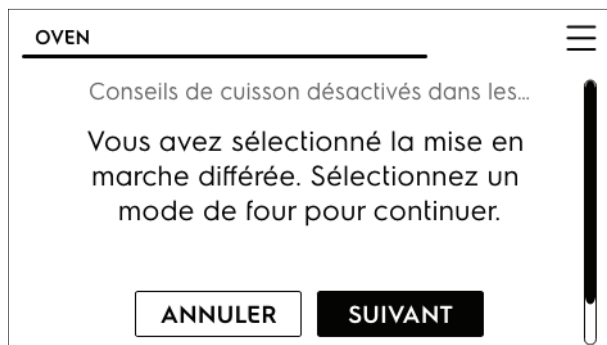 OVEN
Conseils de cuisson désactivés dans les...
Vous avez sélectionné la mise en
marche différée. Sélectionnez un
mode de four pour continuer.
ANNULER SUIVANT